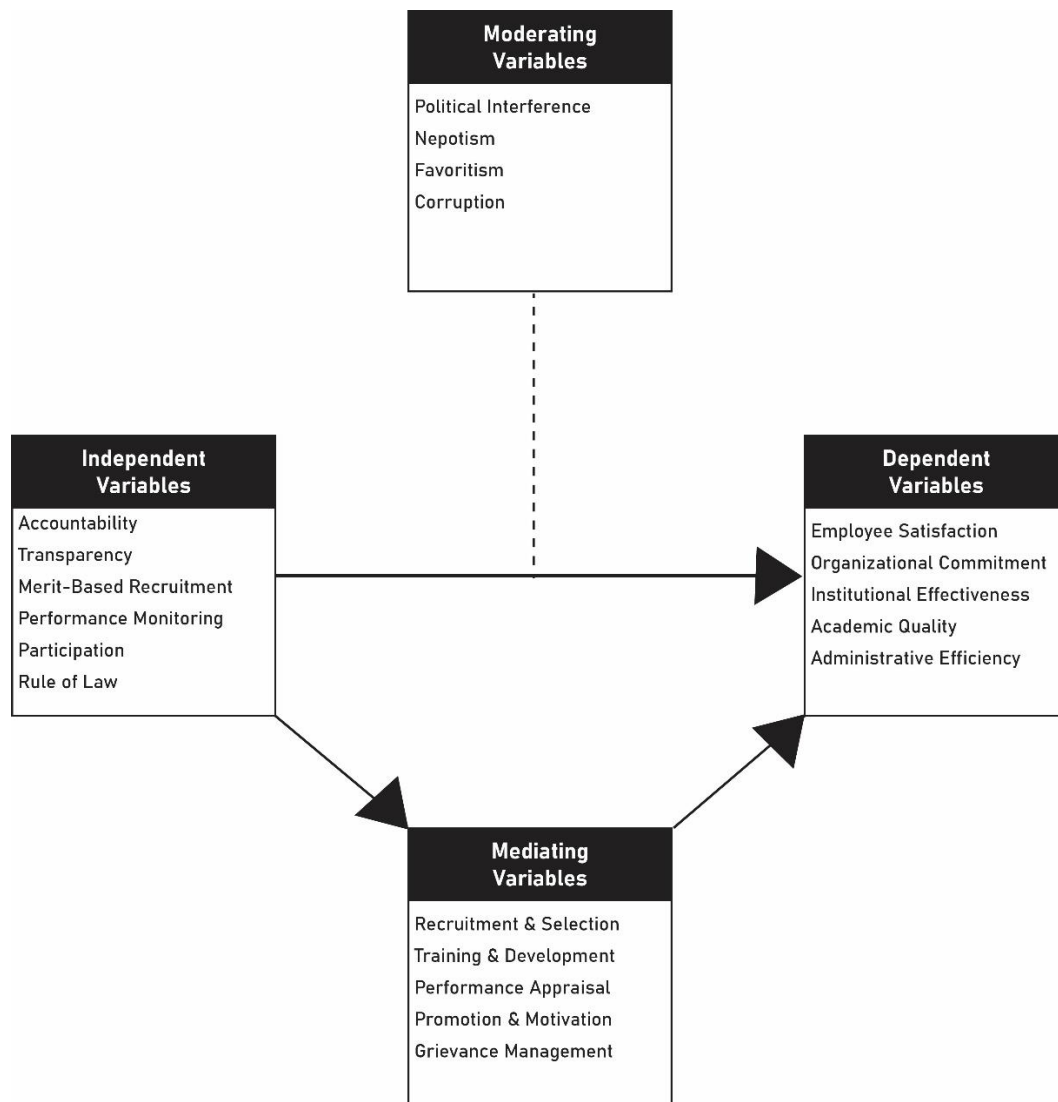 Moderating
Variables
Political Interference
Nepotism
Favoritism
Corruption
Independent
Variables
Accountability
Transparency
Merit-Based Recruitment
Performance Monitoring
Participation
Rule of Law
Dependent
Variables
Employee Satisfaction
Organizational Commitment
Institutional Effectiveness
Academic Quality
Administrative Efficiency
Mediating
Variables
Recruitment & Selection
Training & Development
Performance Appraisal
Promotion & Motivation
Grievance Management